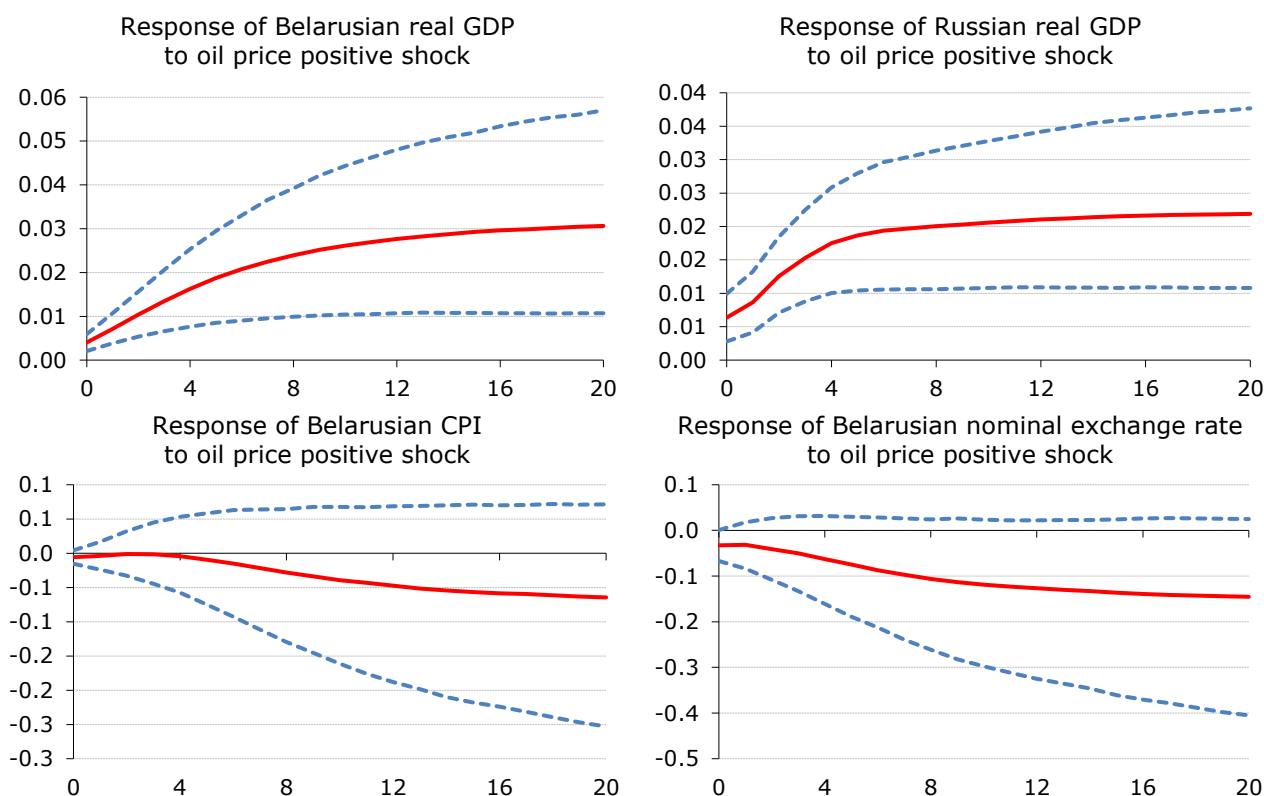 Response of Belarusian real GDP
to oil price positive shock
0.06
0.05
0.04
0.03
0.02
0.01
0.00
0 4 8 12 16 20
Response of Russian real GDP
to oil price positive shock
0.04
0.04
0.03
0.03
0.02
0.02
0.01
0.01
0.00
0 4 8 12 16 20
Response of Belarusian CPI
to oil price positive shock
0.1
0.1
0.0
-0.1
-0.1
-0.2
-0.2
-0.3
-0.3
0 4 8 12 16 20
Response of Belarusian nominal exchange rate
to oil price positive shock
0.1
0.0
-0.1
-0.2
-0.3
-0.4
-0.5
0 4 8 12 16 20